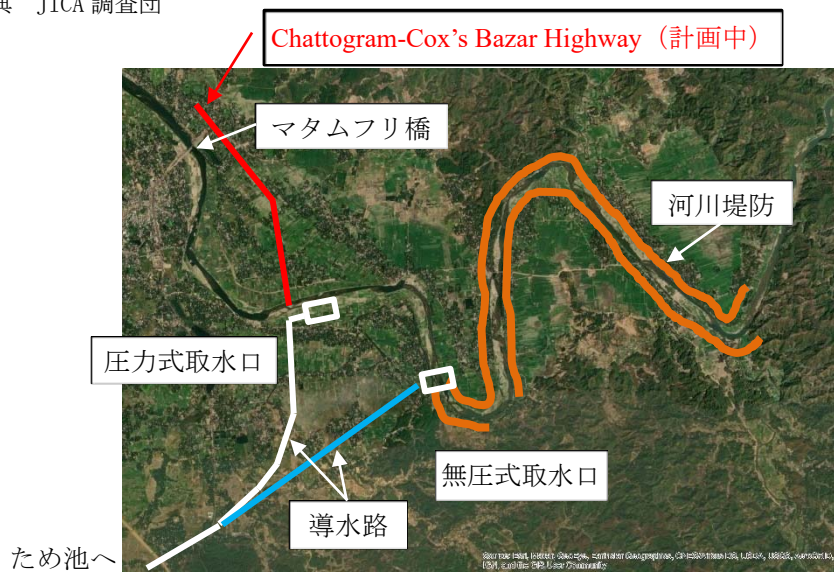 JICA 調査団
Chattogram-Cox's Bazar Highway（計画中）
マタムフリ橋
河川堤防
圧力式取水口
無圧式取水口
導水路
ため池へ